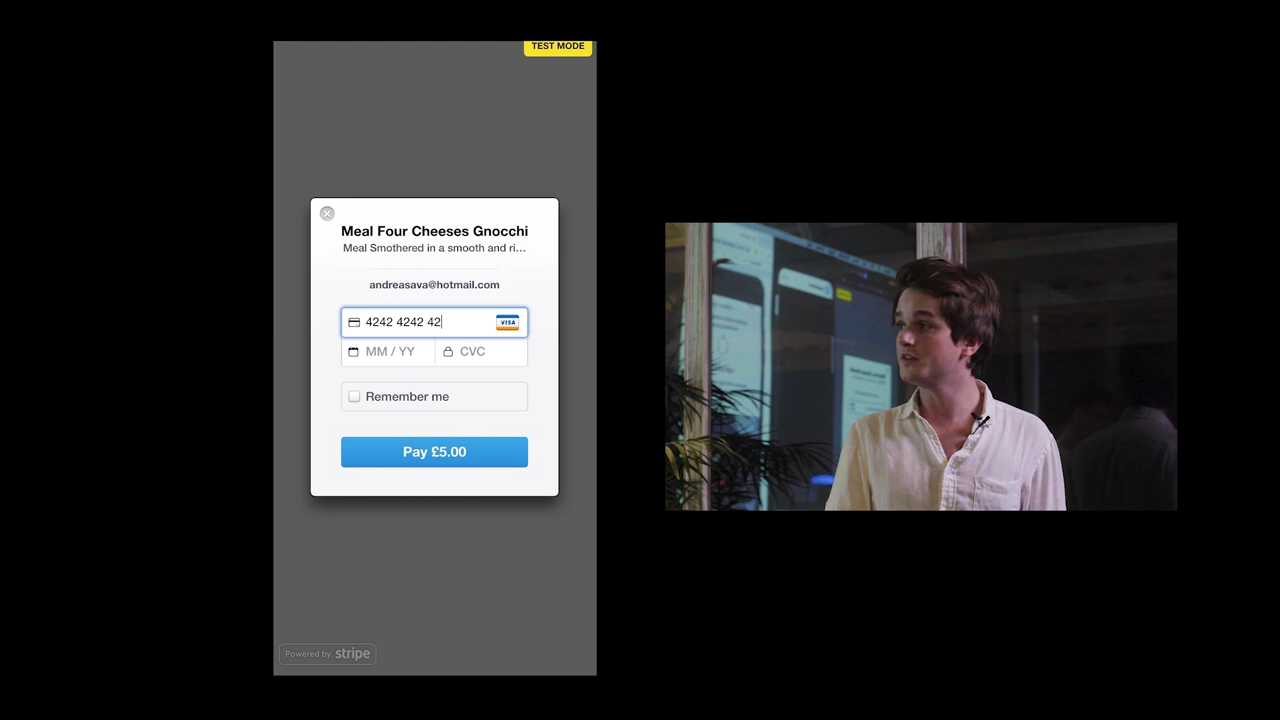 TEST MODE
Meal Four Cheeses Gnocchi
Meal Smothered in a smooth and ri...
andreasava@hotmail.com
4242 4242 42
VISA
MM / YY
CVC
Remember me
Pay £5.00
Powered by stripe